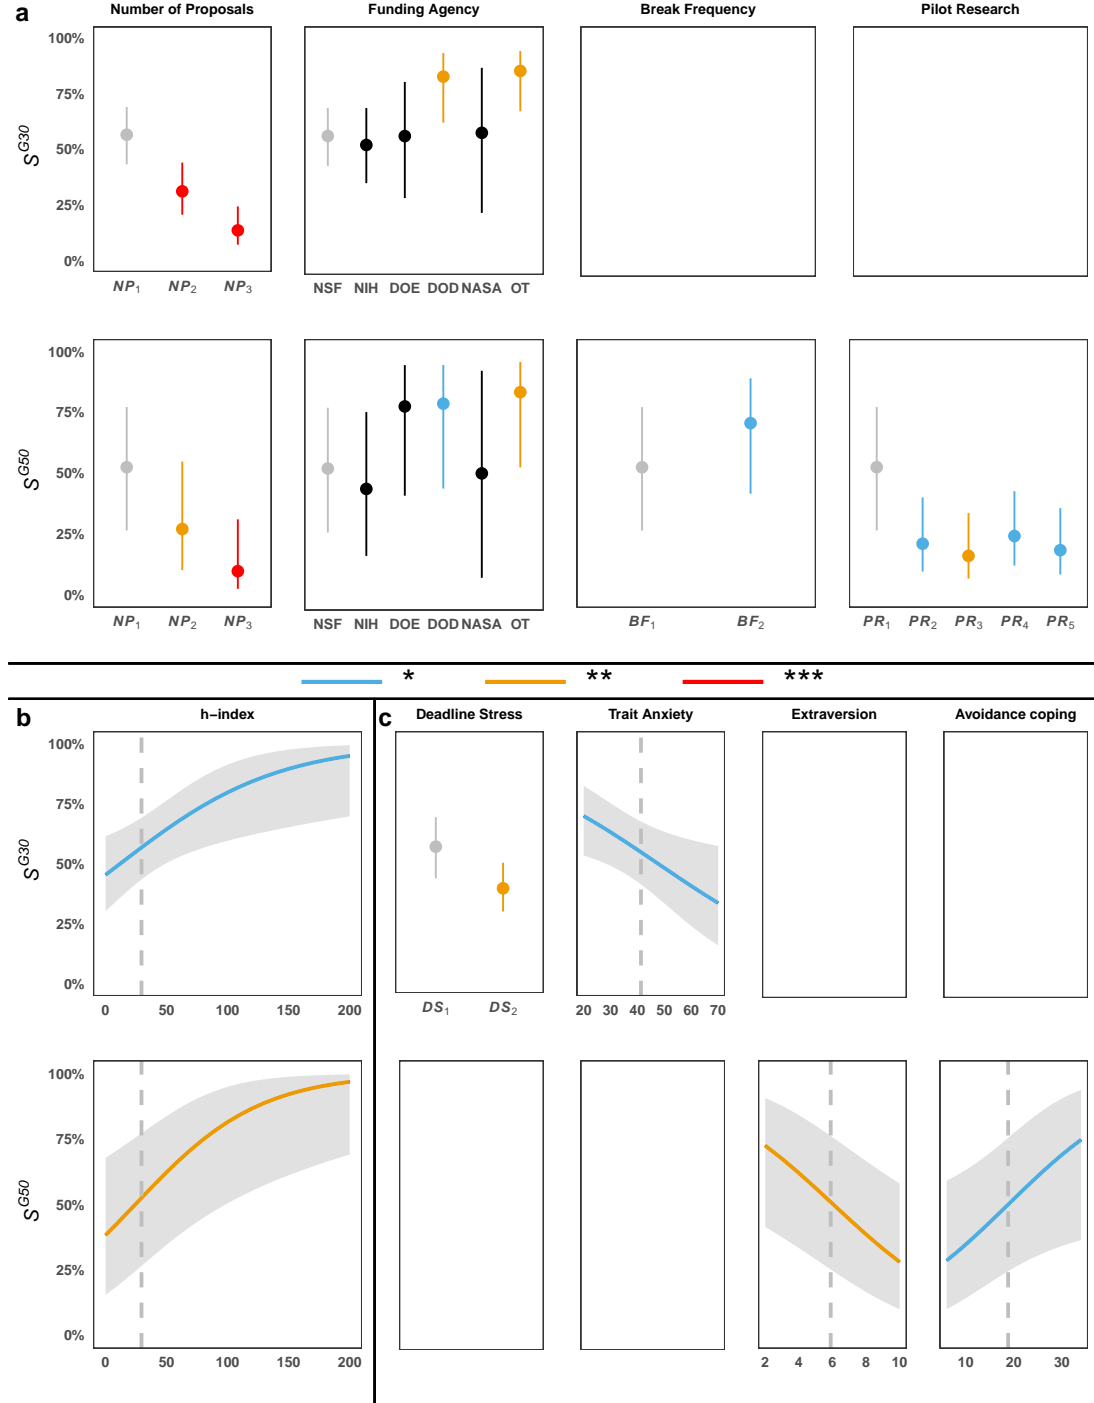 a
Number of Proposals Funding Agency Break Frequency Pilot Research
S^G30
100%
75%
50%
25%
0%
NP₁ NP₂ NP₃
NSF NIH DOE DOD NASA OT
S^G50
100%
75%
50%
25%
0%
NP₁ NP₂ NP₃
NSF NIH DOE DOD NASA OT
BF₁ BF₂
PR₁ PR₂ PR₃ PR₄ PR₅
* ** ***
b
h−index
S^G30
100%
75%
50%
25%
0%
0 50 100 150 200
S^G50
100%
75%
50%
25%
0%
0 50 100 150 200
c
Deadline Stress Trait Anxiety Extraversion Avoidance coping
DS₁ DS₂
20 30 40 50 60 70
2 4 6 8 10
10 20 30